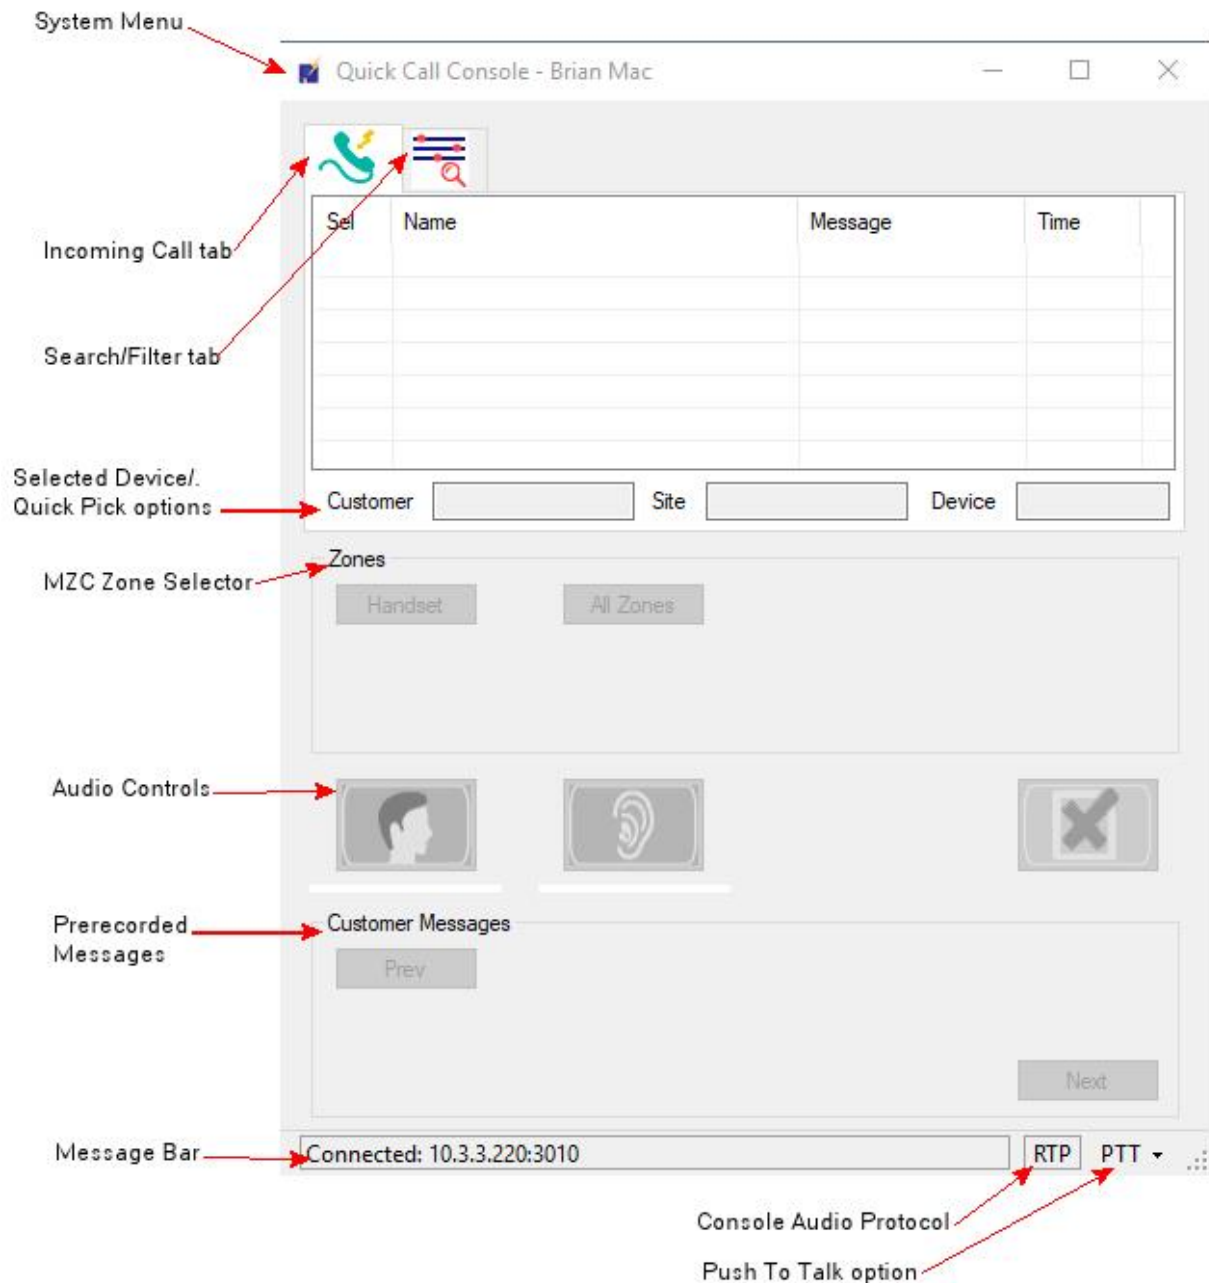 System Menu
Quick Call Console - Brian Mac
Sel Name Message Time
Incoming Call tab
Search/Filter tab
Selected Device/.
Quick Pick options
Customer Site Device
Zones
MZC Zone Selector
Handset All Zones
Audio Controls
Prerecorded
Messages
Customer Messages
Prev
Next
Message Bar
Connected: 10.3.3.220:3010 RTP PTT
Console Audio Protocol
Push To Talk option